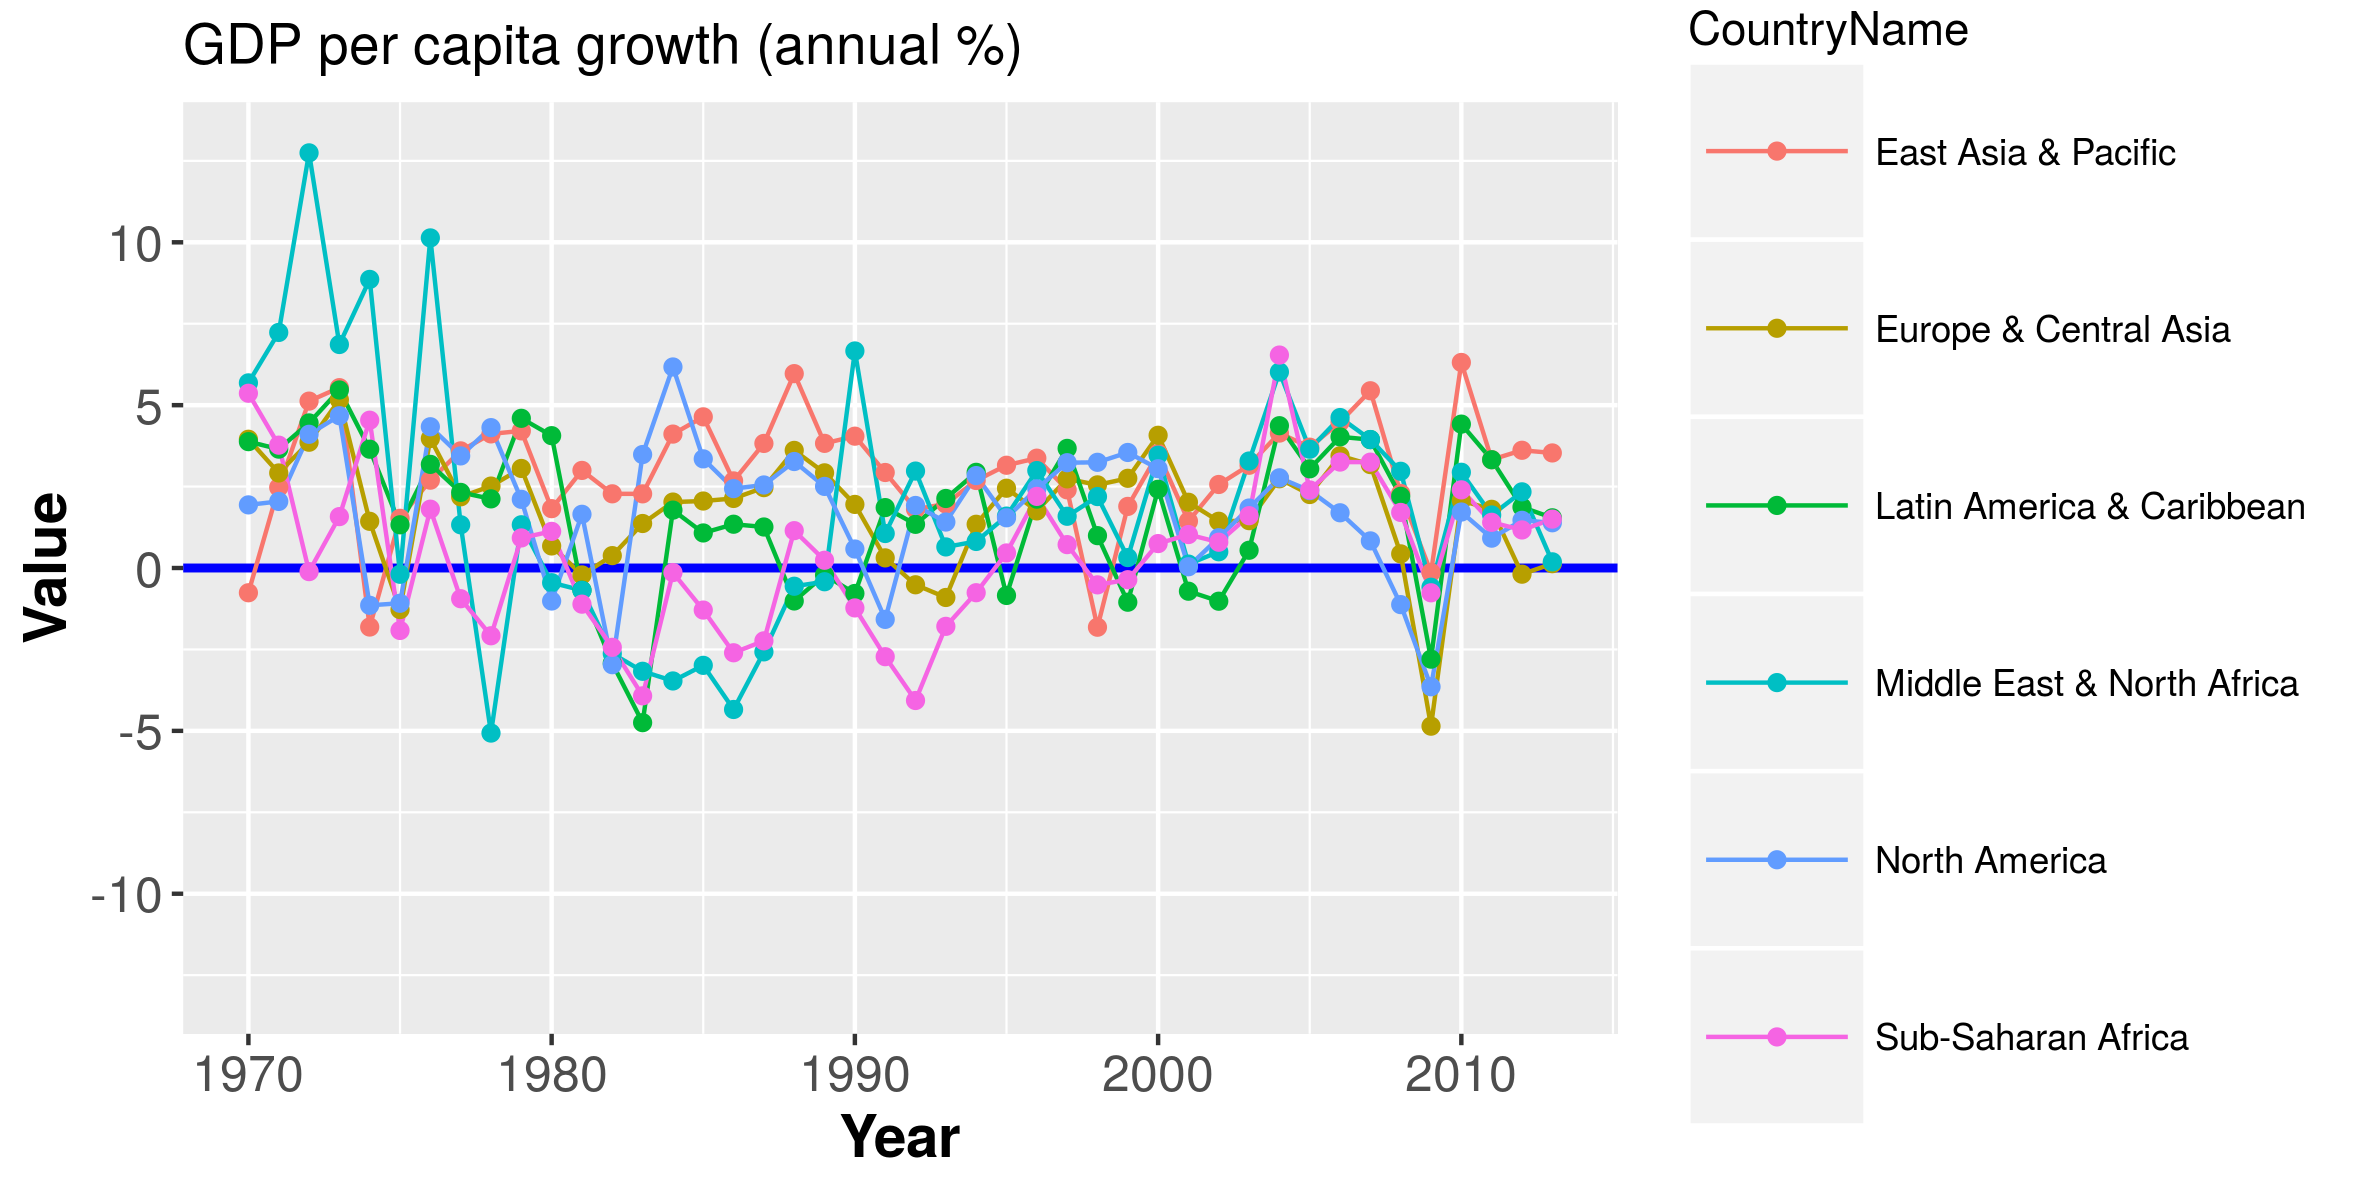 GDP per capita growth (annual %)
CountryName
East Asia & Pacific
Europe & Central Asia
Latin America & Caribbean
Middle East & North Africa
North America
Sub-Saharan Africa
Value
10
5
0
-5
-10
1970 1980 1990 2000 2010
Year